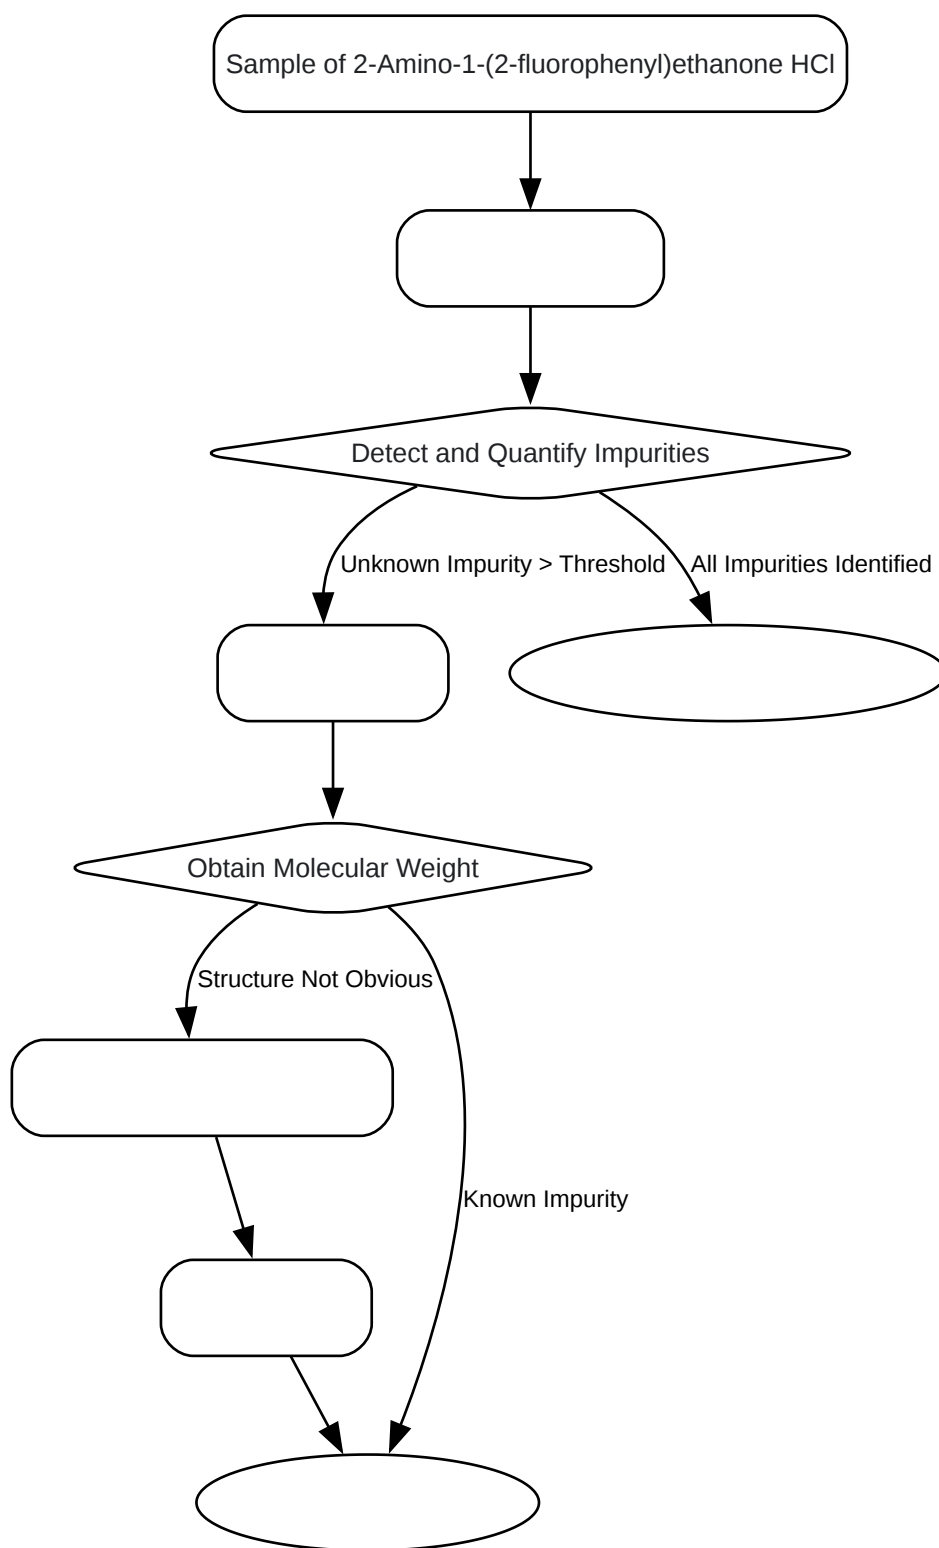 Sample of 2-Amino-1-(2-fluorophenyl)ethanone HCl
Detect and Quantify Impurities
Unknown Impurity > Threshold
All Impurities Identified
Obtain Molecular Weight
Structure Not Obvious
Known Impurity